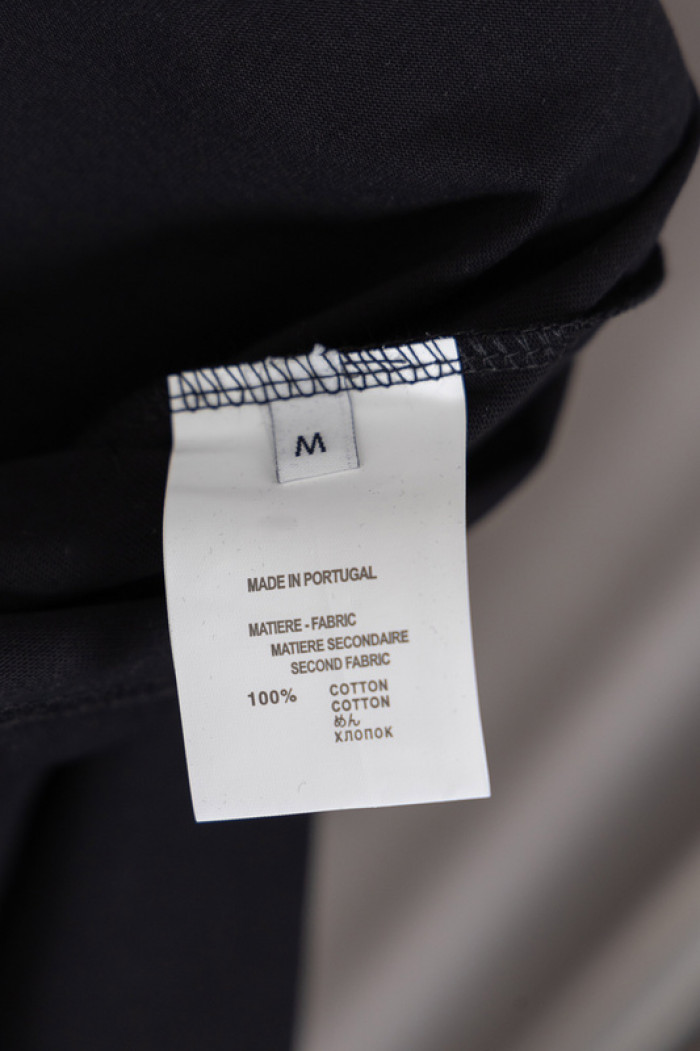 M
MADE IN PORTUGAL
MATIERE - FABRIC
MATIERE SECONDAIRE
SECOND FABRIC
100% COTTON
COTTON
めん
ХЛОПОК